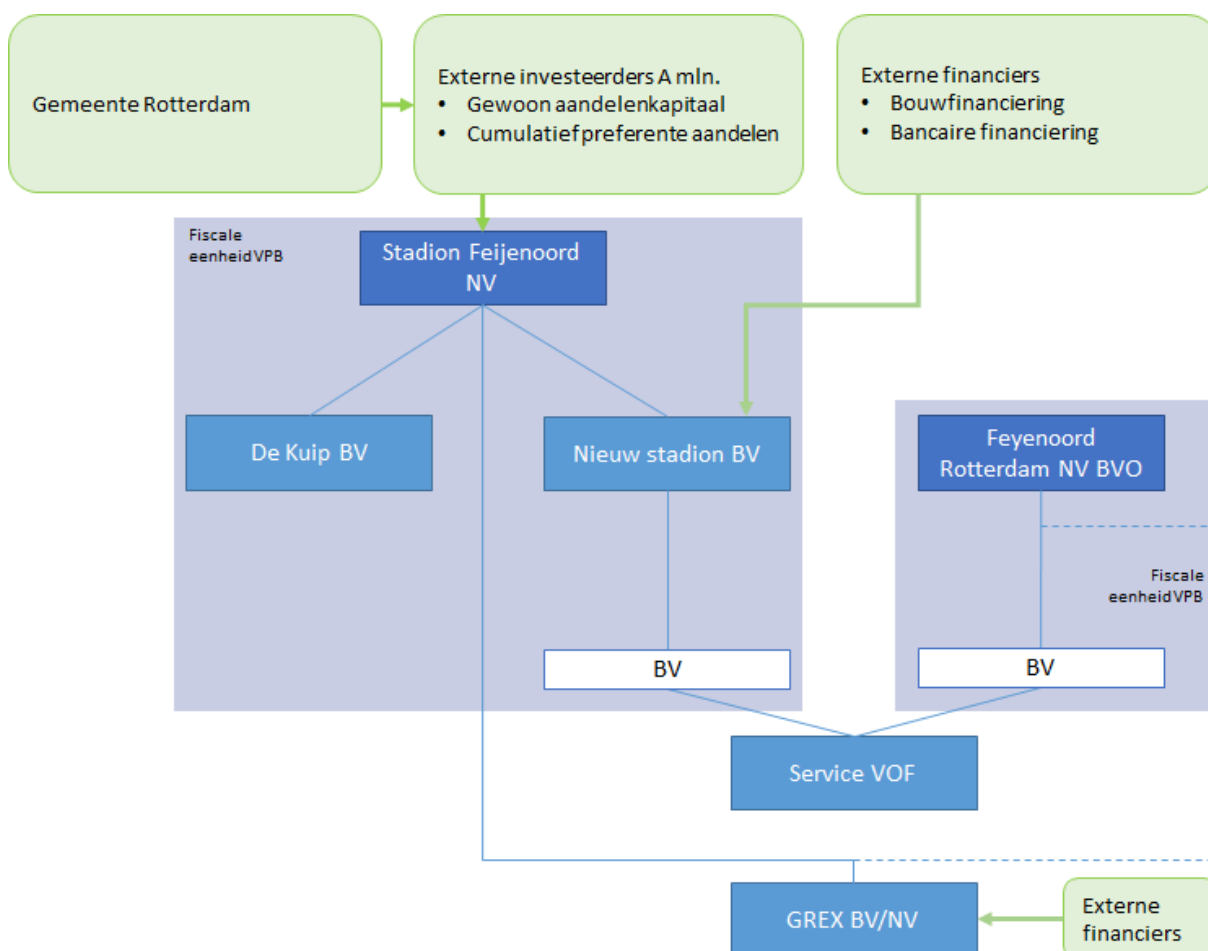 Gemeente Rotterdam
Externe investeerders A mln.
• Gewoon aandelenkapitaal
• Cumulatief preferente aandelen
Externe financiers
• Bouwfinanciering
• Bancaire financiering
Fiscale
eenheid VPB
Stadion Feijenoord
NV
De Kuip BV
Nieuw stadion BV
Feyenoord
Rotterdam NV BVO
Fiscale
eenheid VPB
BV
BV
Service VOF
GREX BV/NV
Externe
financiers